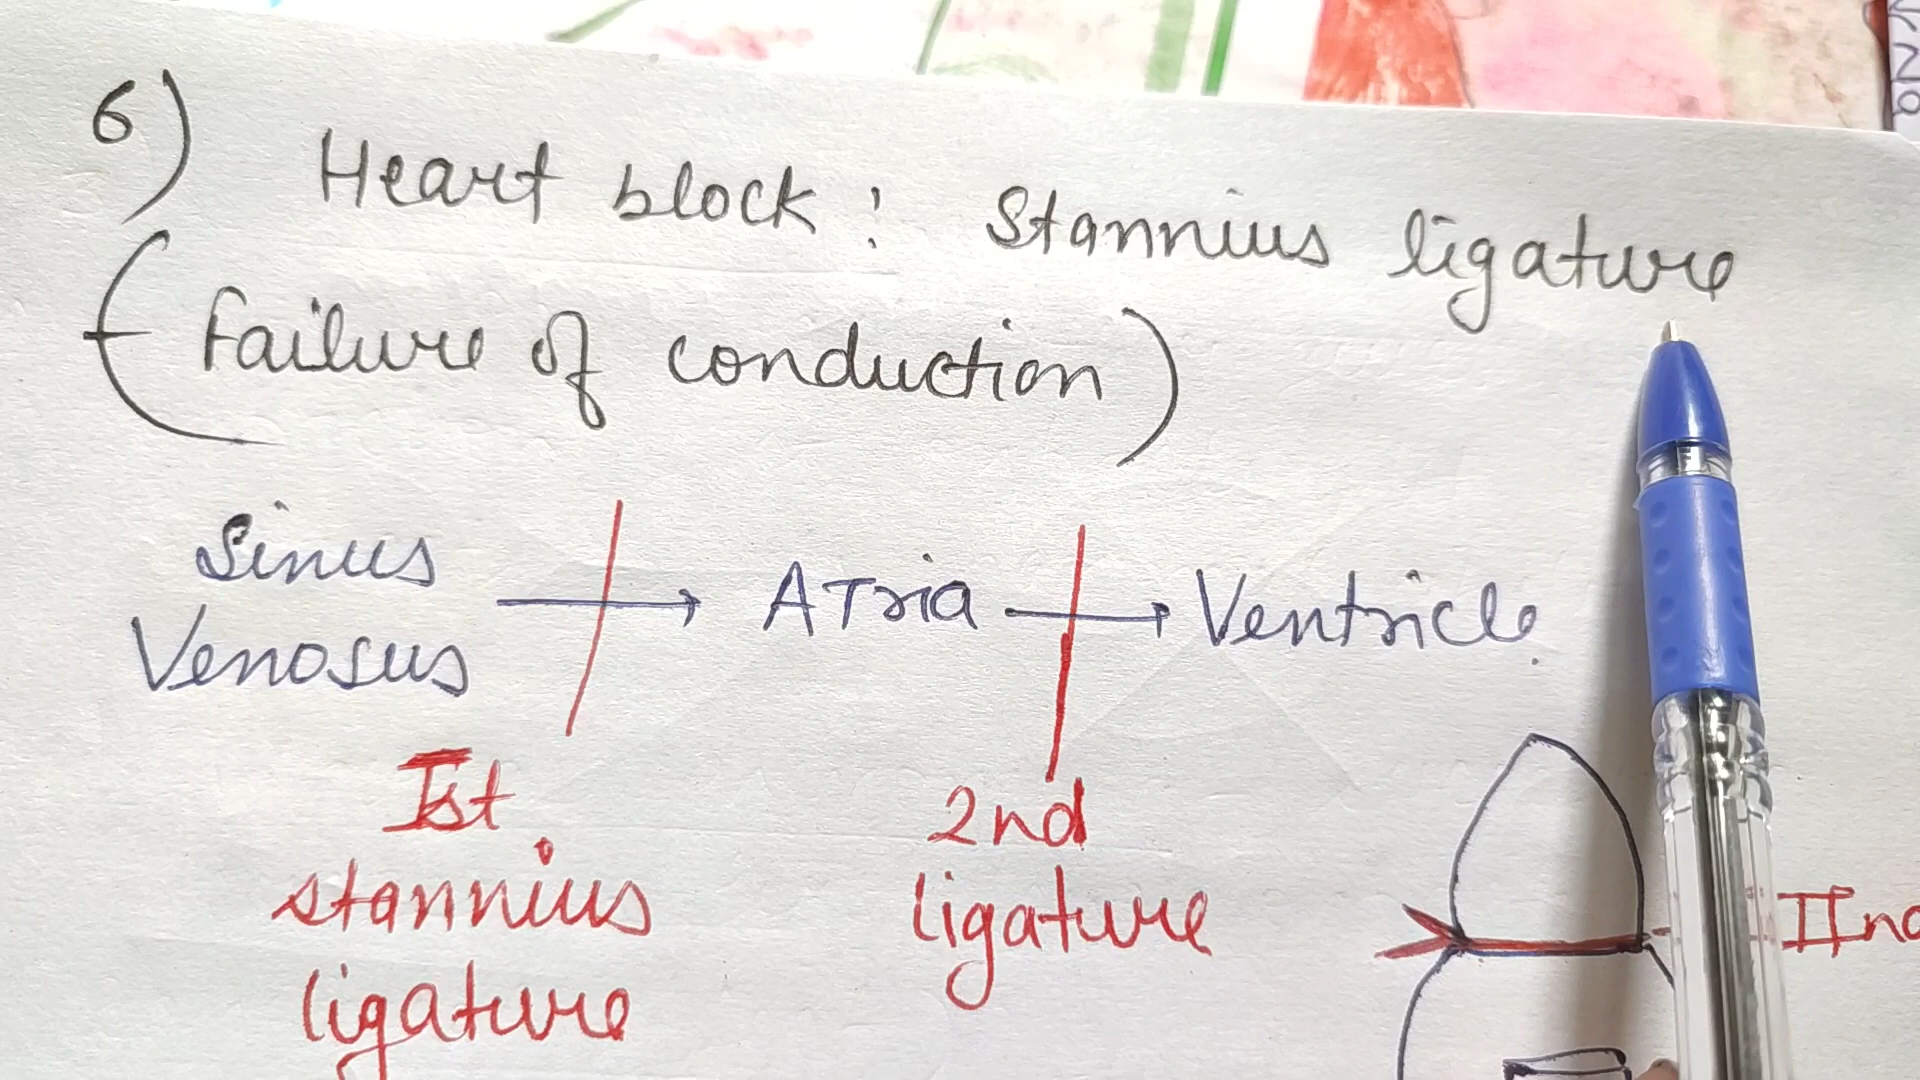 6) Heart block : Stannius ligature
(Failure of conduction)
Sinus Venosus → Atria → Ventricle.
Ist stannius ligature
2nd ligature
IInd